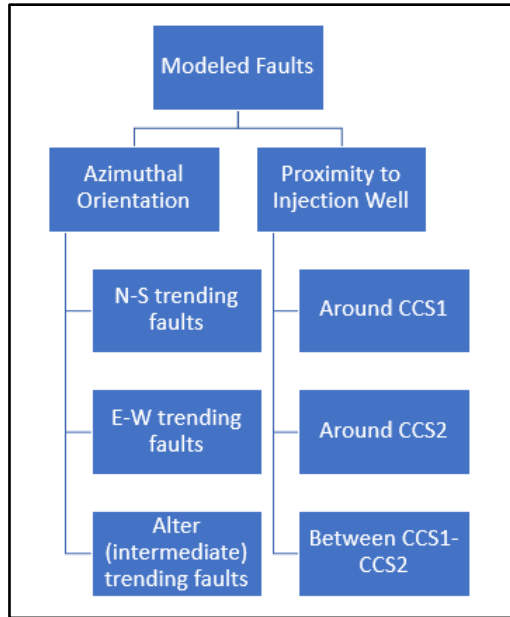 Modeled Faults
Azimuthal
Orientation
Proximity to
Injection Well
N-S trending
faults
Around CCS1
E-W trending
faults
Around CCS2
Alter
(intermediate)
trending faults
Between CCS1-
CCS2